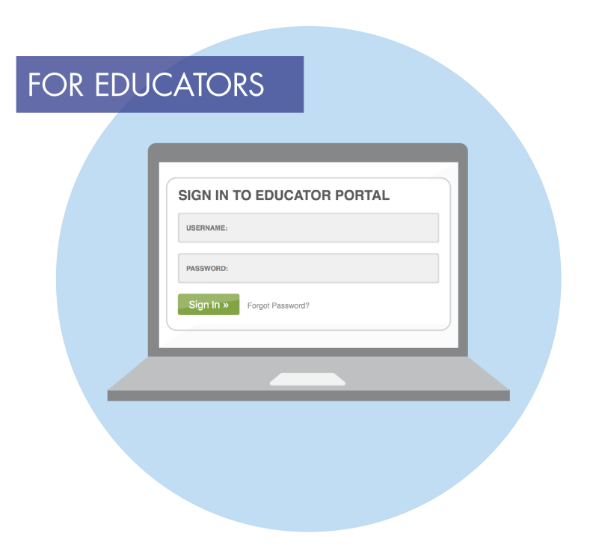 FOR EDUCATORS
SIGN IN TO EDUCATOR PORTAL
USERNAME:
PASSWORD:
Sign In » Forgot Password?